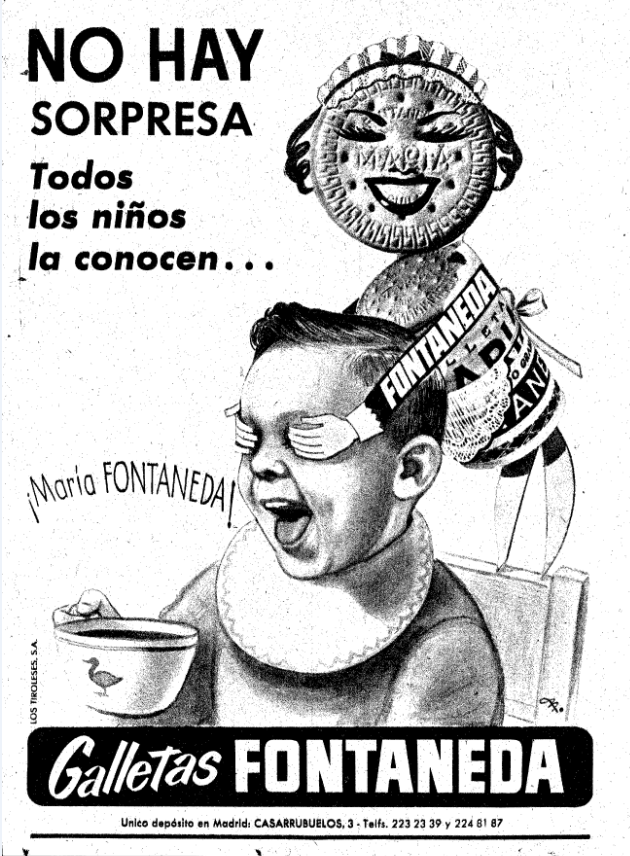 NO HAY
SORPRESA
Todos
los niños
la conocen...
MARIA
FONTANEDA
¡María FONTANEDA!
LOS TIROLESES, S.A.
Galletas FONTANEDA
Unico depósito en Madrid: CASARRUBUELOS, 3 - Telfs. 223 23 39 y 224 81 87